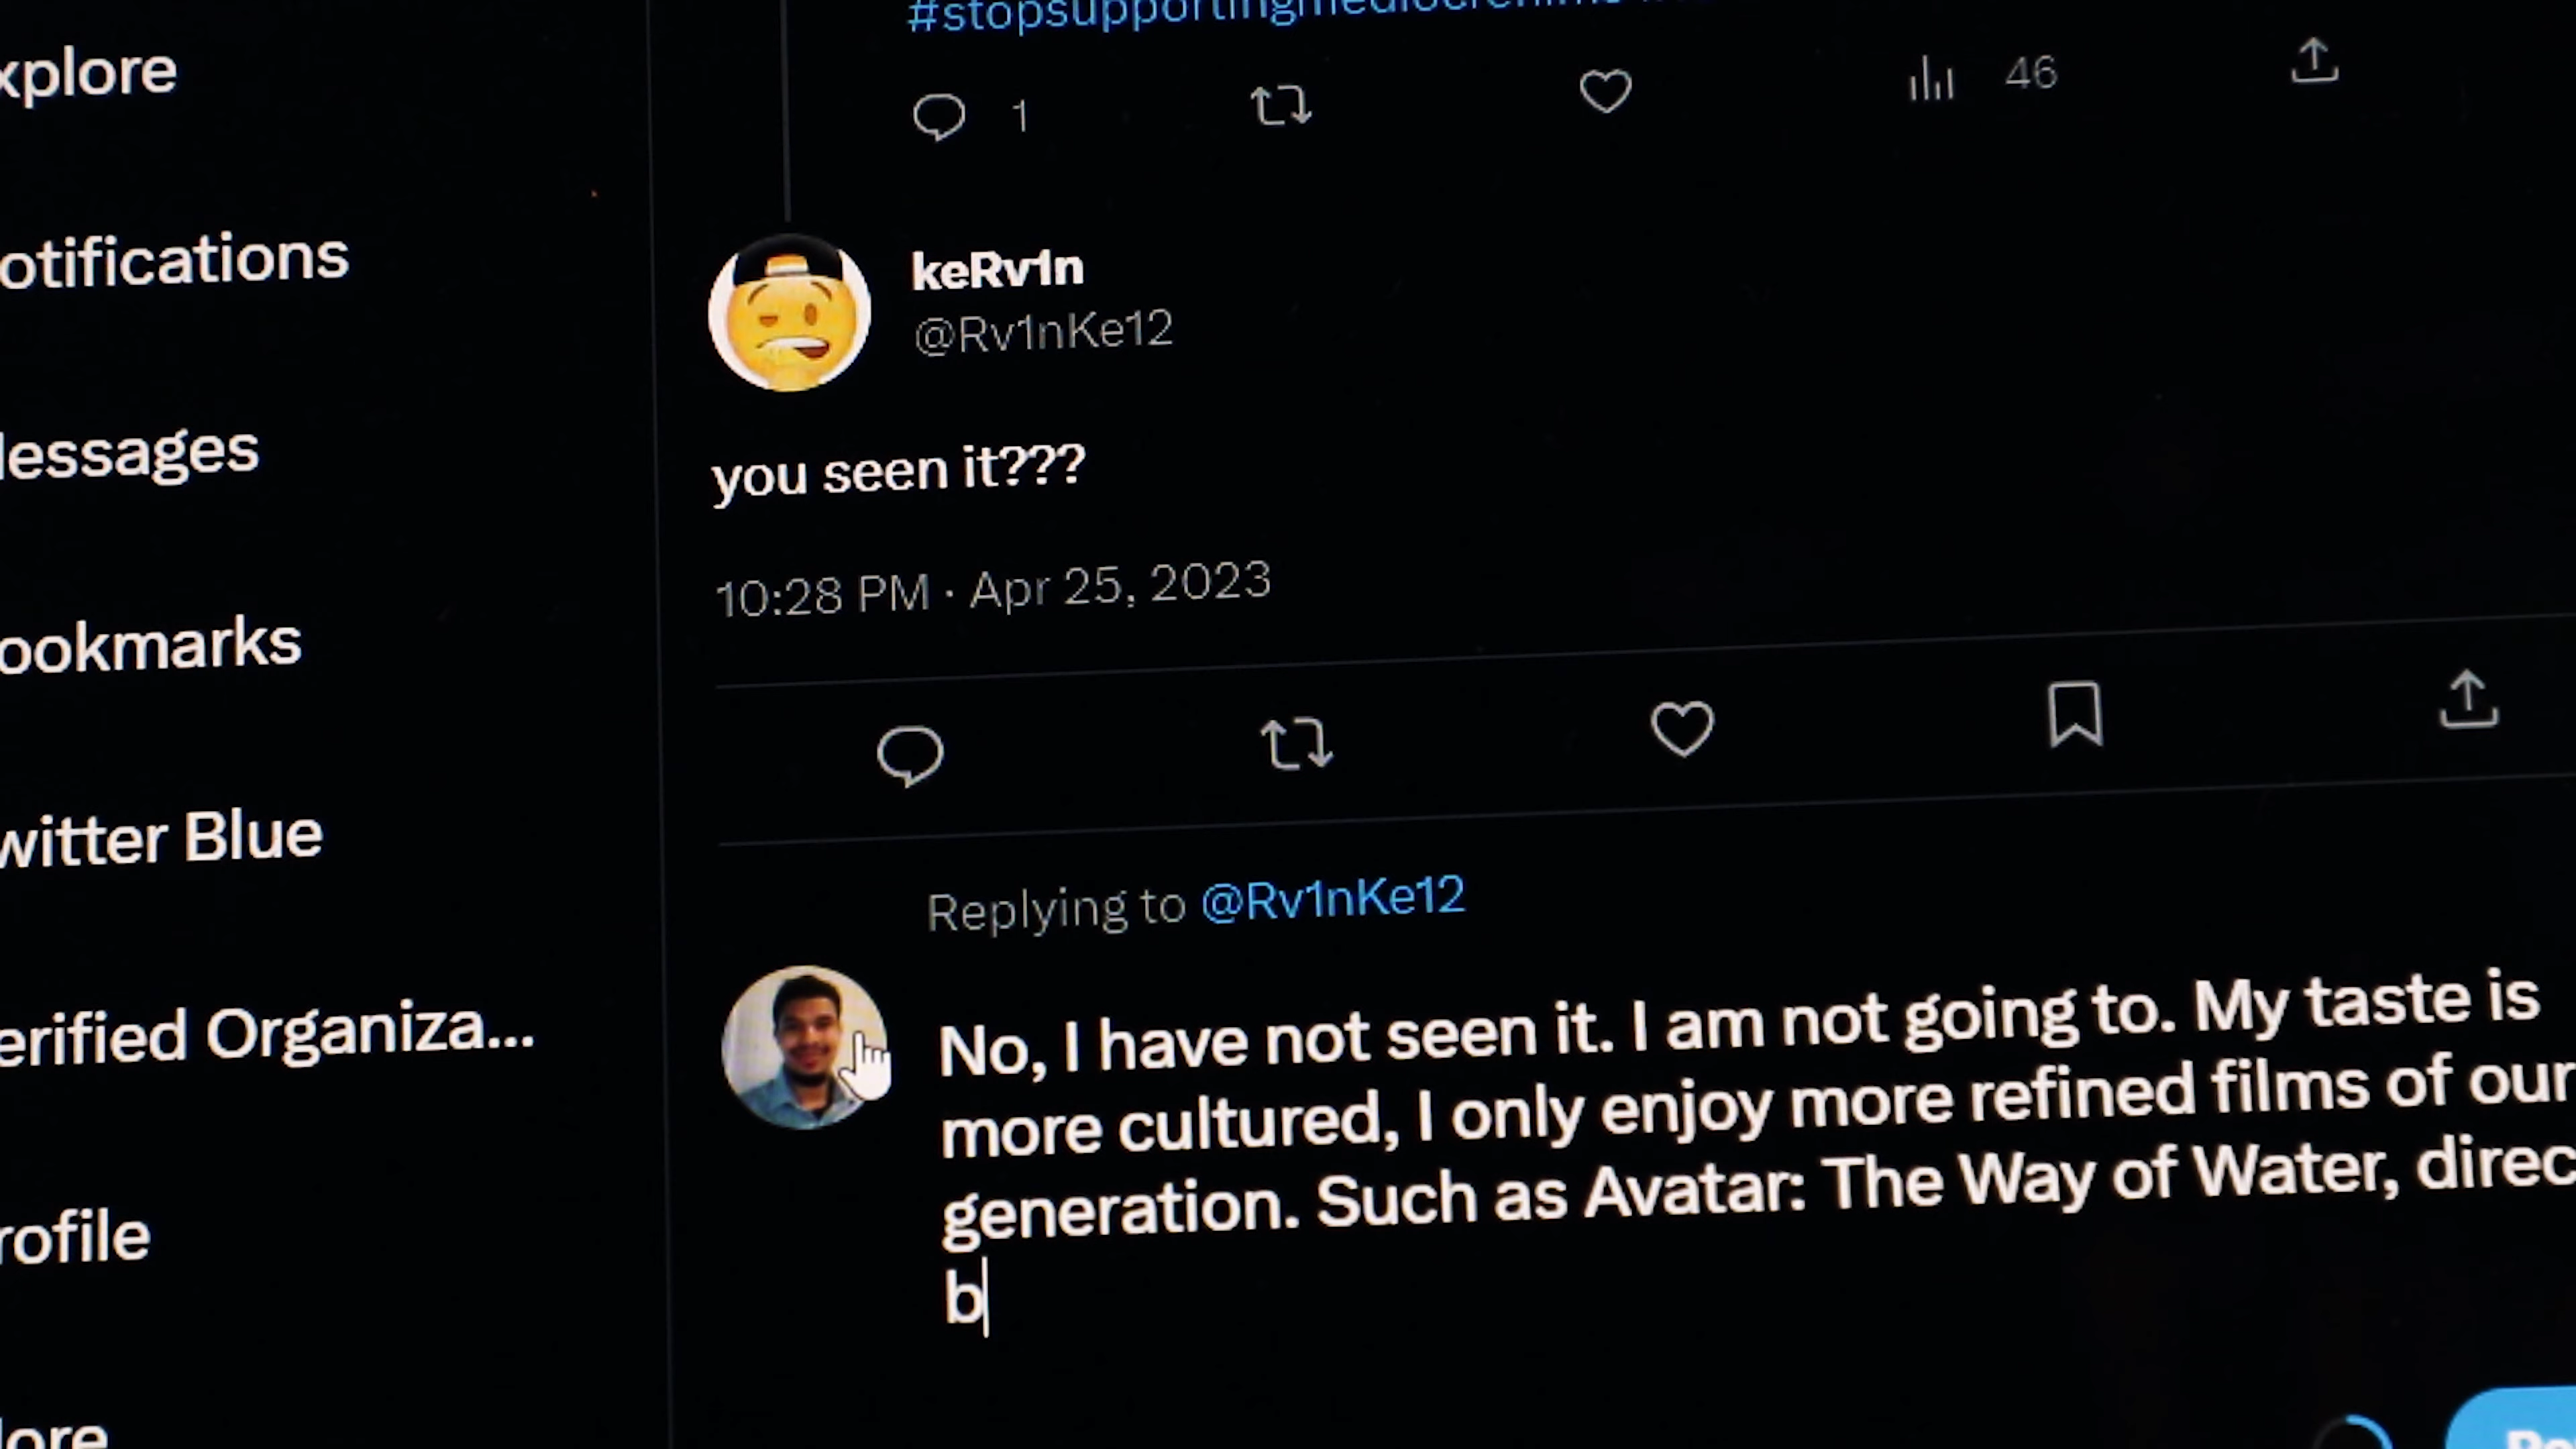 xplore
otifications
essages
ookmarks
witter Blue
erified Organiza...
rofile
lore
1
46
keRv1n
@Rv1nKe12
you seen it???
10:28 PM · Apr 25, 2023
Replying to @Rv1nKe12
No, I have not seen it. I am not going to. My taste is
more cultured, I only enjoy more refined films of our
generation. Such as Avatar: The Way of Water, direc
b